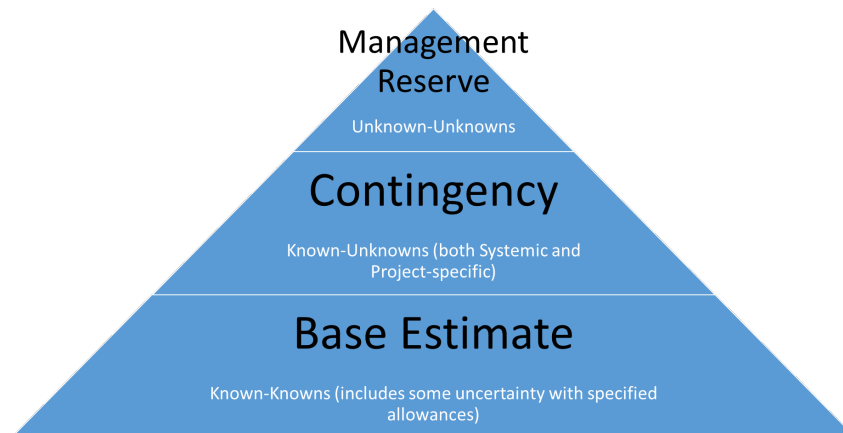 Management
Reserve
Unknown-Unknowns
Contingency
Known-Unknowns (both Systemic and
Project-specific)
Base Estimate
Known-Knowns (includes some uncertainty with specified
allowances)